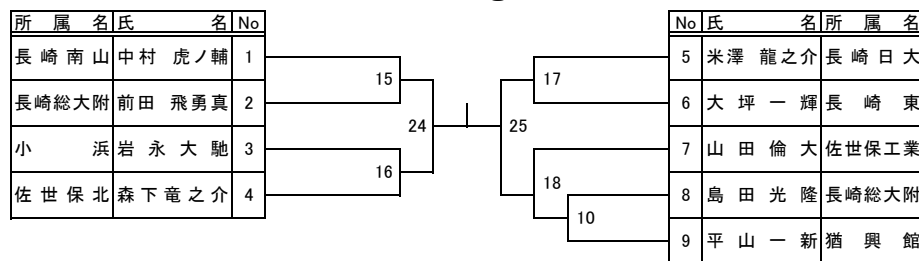 所属名 氏名 No
長崎南山 中村 虎ノ輔 1
長崎総大附 前田 飛勇真 2
小浜 岩永大馳 3
佐世保北 森下竜之介 4
15
24
16
No 氏名 所属名
5 米澤 龍之介 長崎日大
6 大坪一輝 長崎東
7 山田倫大 佐世保工業
8 島田光隆 長崎総大附
9 平山一新 猶興館
17
25
18
10